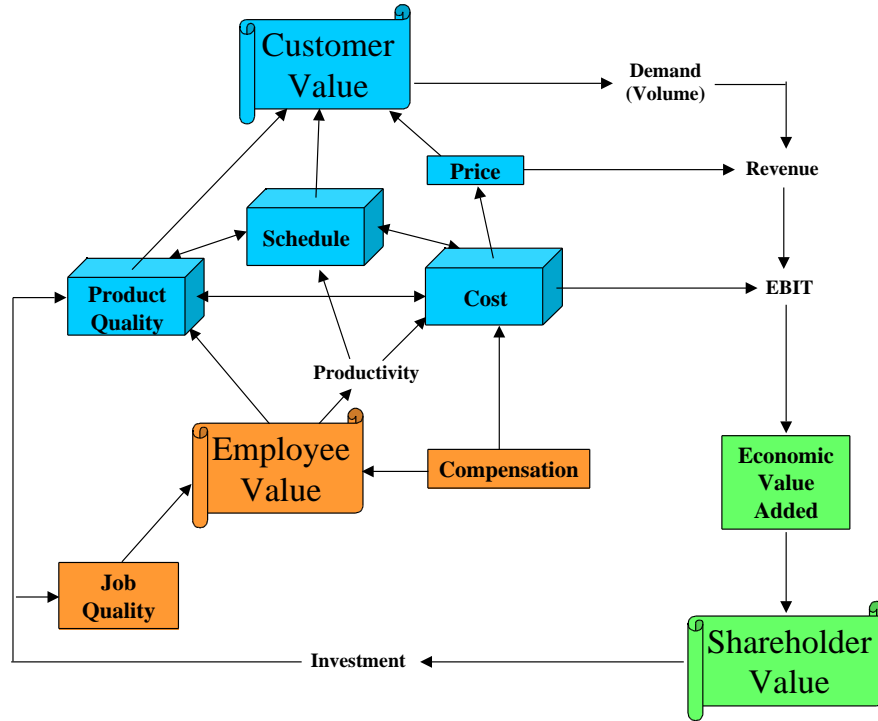 Customer
Value
Demand
(Volume)
Price
Revenue
Schedule
Product
Quality
Cost
EBIT
Productivity
Employee
Value
Compensation
Economic
Value
Added
Job
Quality
Investment
Shareholder
Value